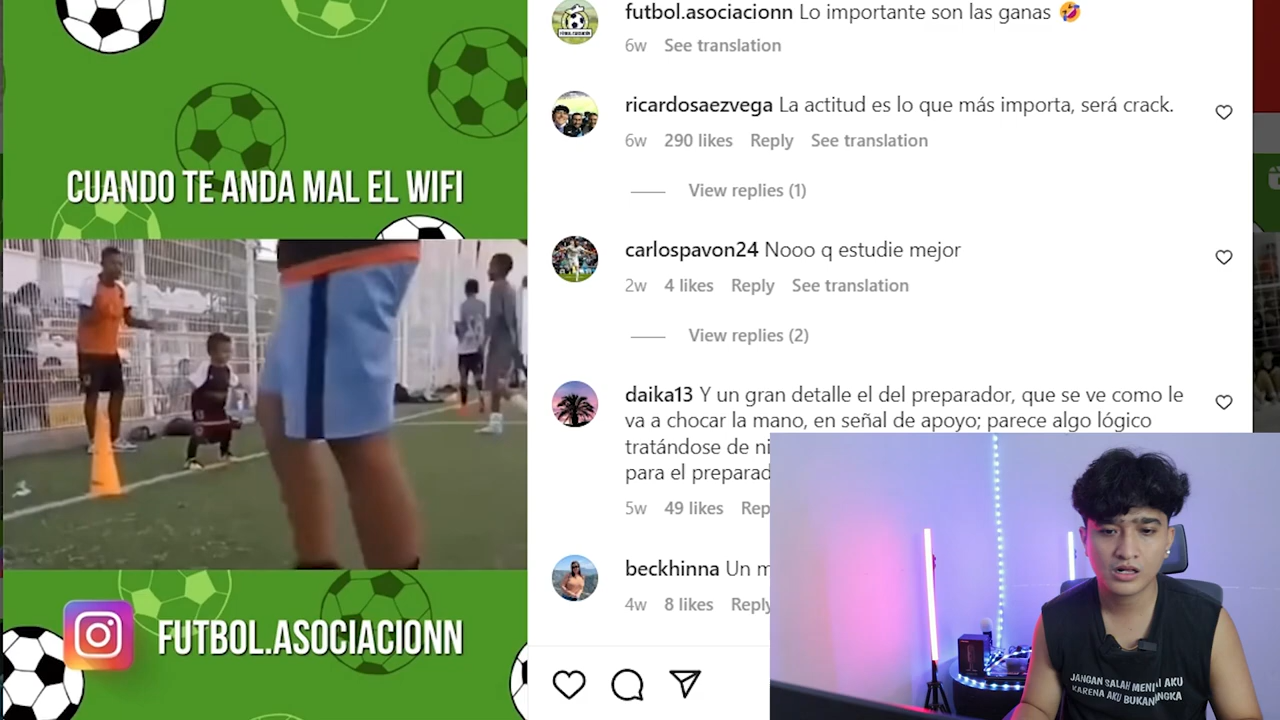 CUANDO TE ANDA MAL EL WIFI
FUTBOL.ASOCIACIONN
futbol.asociacionn Lo importante son las ganas 🤣
6w See translation
ricardosaezvega La actitud es lo que más importa, será crack.
6w 290 likes Reply See translation
View replies (1)
carlospavon24 Nooo q estudie mejor
2w 4 likes Reply See translation
View replies (2)
daika13 Y un gran detalle el del preparador, que se ve como le
va a chocar la mano, en señal de apoyo; parece algo lógico
tratándose de ni
para el preparad
5w 49 likes Rep
beckhinna Un m
4w 8 likes Reply
JANGAN SALAH AKU
KARENA AKU